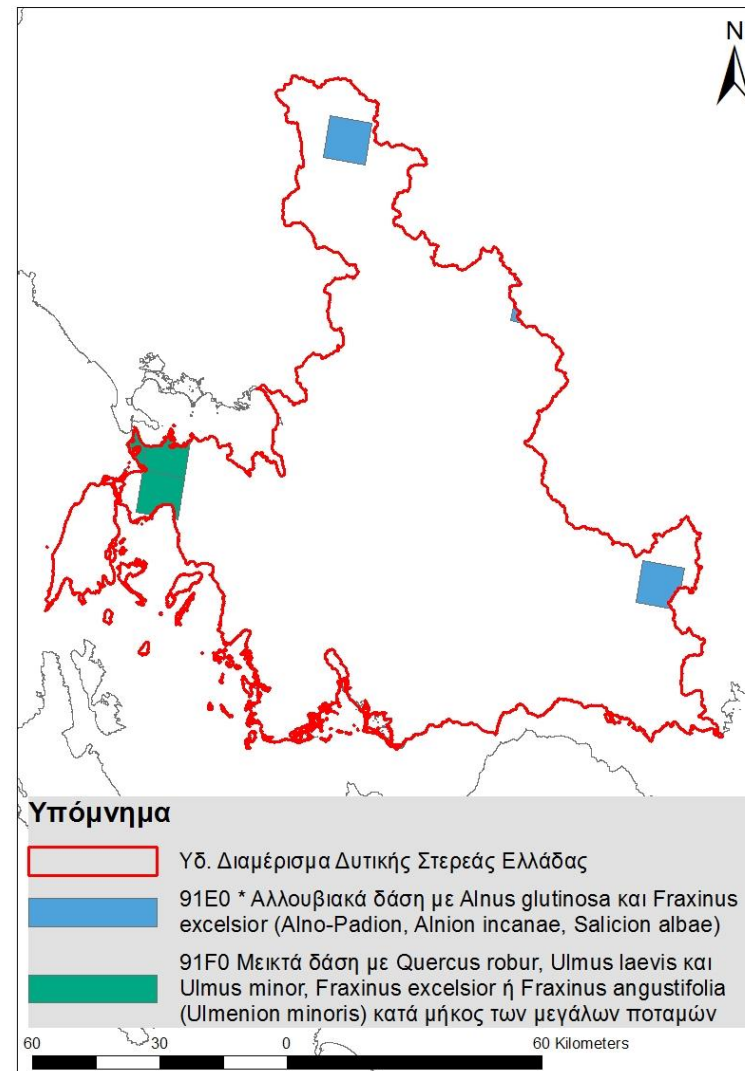 N
Υπόμνημα
Υδ. Διαμέρισμα Δυτικής Στερεάς Ελλάδας
91E0 * Αλλουβιακά δάση με Alnus glutinosa και Fraxinus
excelsior (Alno-Padion, Alnion incanae, Salicion albae)
91F0 Μεικτά δάση με Quercus robur, Ulmus laevis και
Ulmus minor, Fraxinus excelsior ή Fraxinus angustifolia
(Ulmenion minoris) κατά μήκος των μεγάλων ποταμών
60 30 0 60 Kilometers